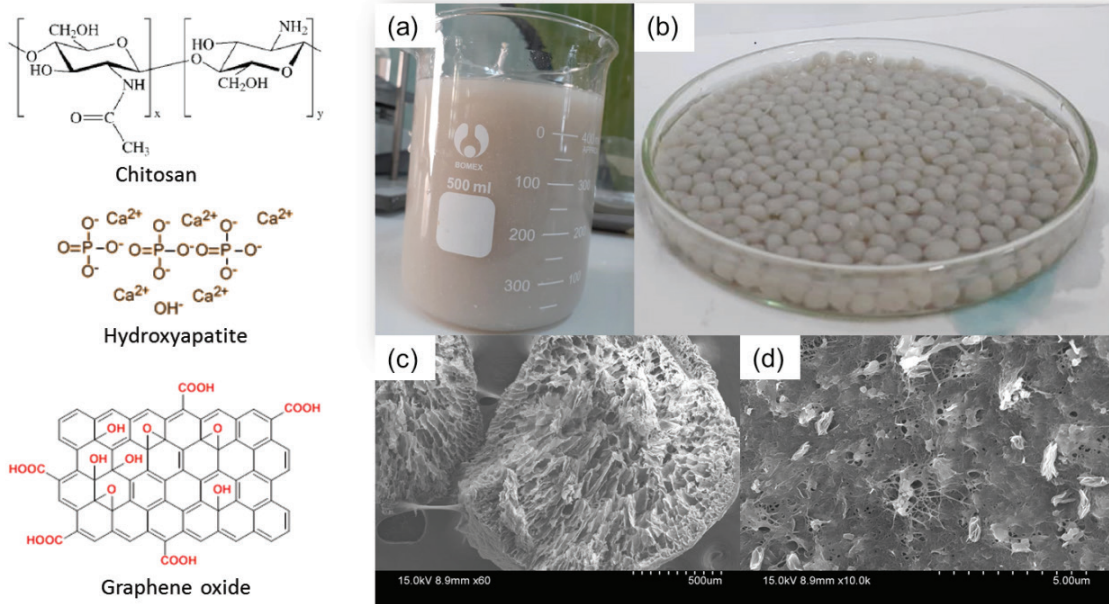 CH₂OH
O
O
HO
NH
x
O=C
CH₃
NH₂
HO
O
O
CH₂OH
y
Chitosan
Ca²⁺ Ca²⁺ Ca²⁺
O⁻ O⁻ O⁻
O=P-O⁻ O=P-O⁻ O=P-O⁻
O⁻ O⁻ O⁻
Ca²⁺ Ca²⁺
OH⁻
Hydroxyapatite
COOH
COOH
OH O O
HOOC OH OH
O OH
HOOC
HOOC COOH
Graphene oxide
(a)
BOMEX
500 ml
0
100 300
200 200
300 100
(b)
(c)
15.0kV 8.9mm x60 500um
(d)
15.0kV 8.9mm x10.0k 5.00um